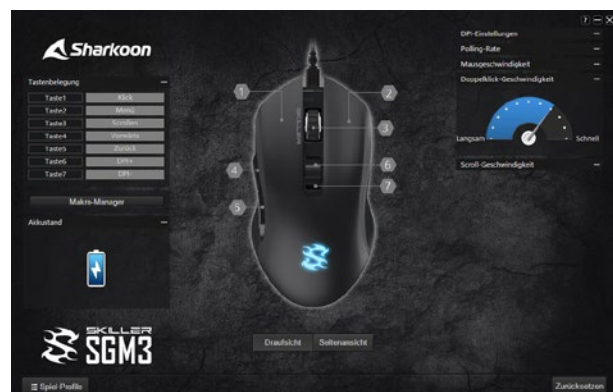 Sharkoon
Tastenbelegung
Taste1 Klick
Taste2 Menü
Taste3 Scrollen
Taste4 Vorwärts
Taste5 Zurück
Taste6 DPI+
Taste7 DPI-
Makro-Manager
Akkustand
SKILLER
SGM3
Spiel-Profile
1
2
3
4
5
6
7
Draufsicht Seitenansicht
DPI-Einstellungen
Polling-Rate
Mausgeschwindigkeit
Doppelklick-Geschwindigkeit
Langsam Schnell
Scroll-Geschwindigkeit
Zurücksetzen